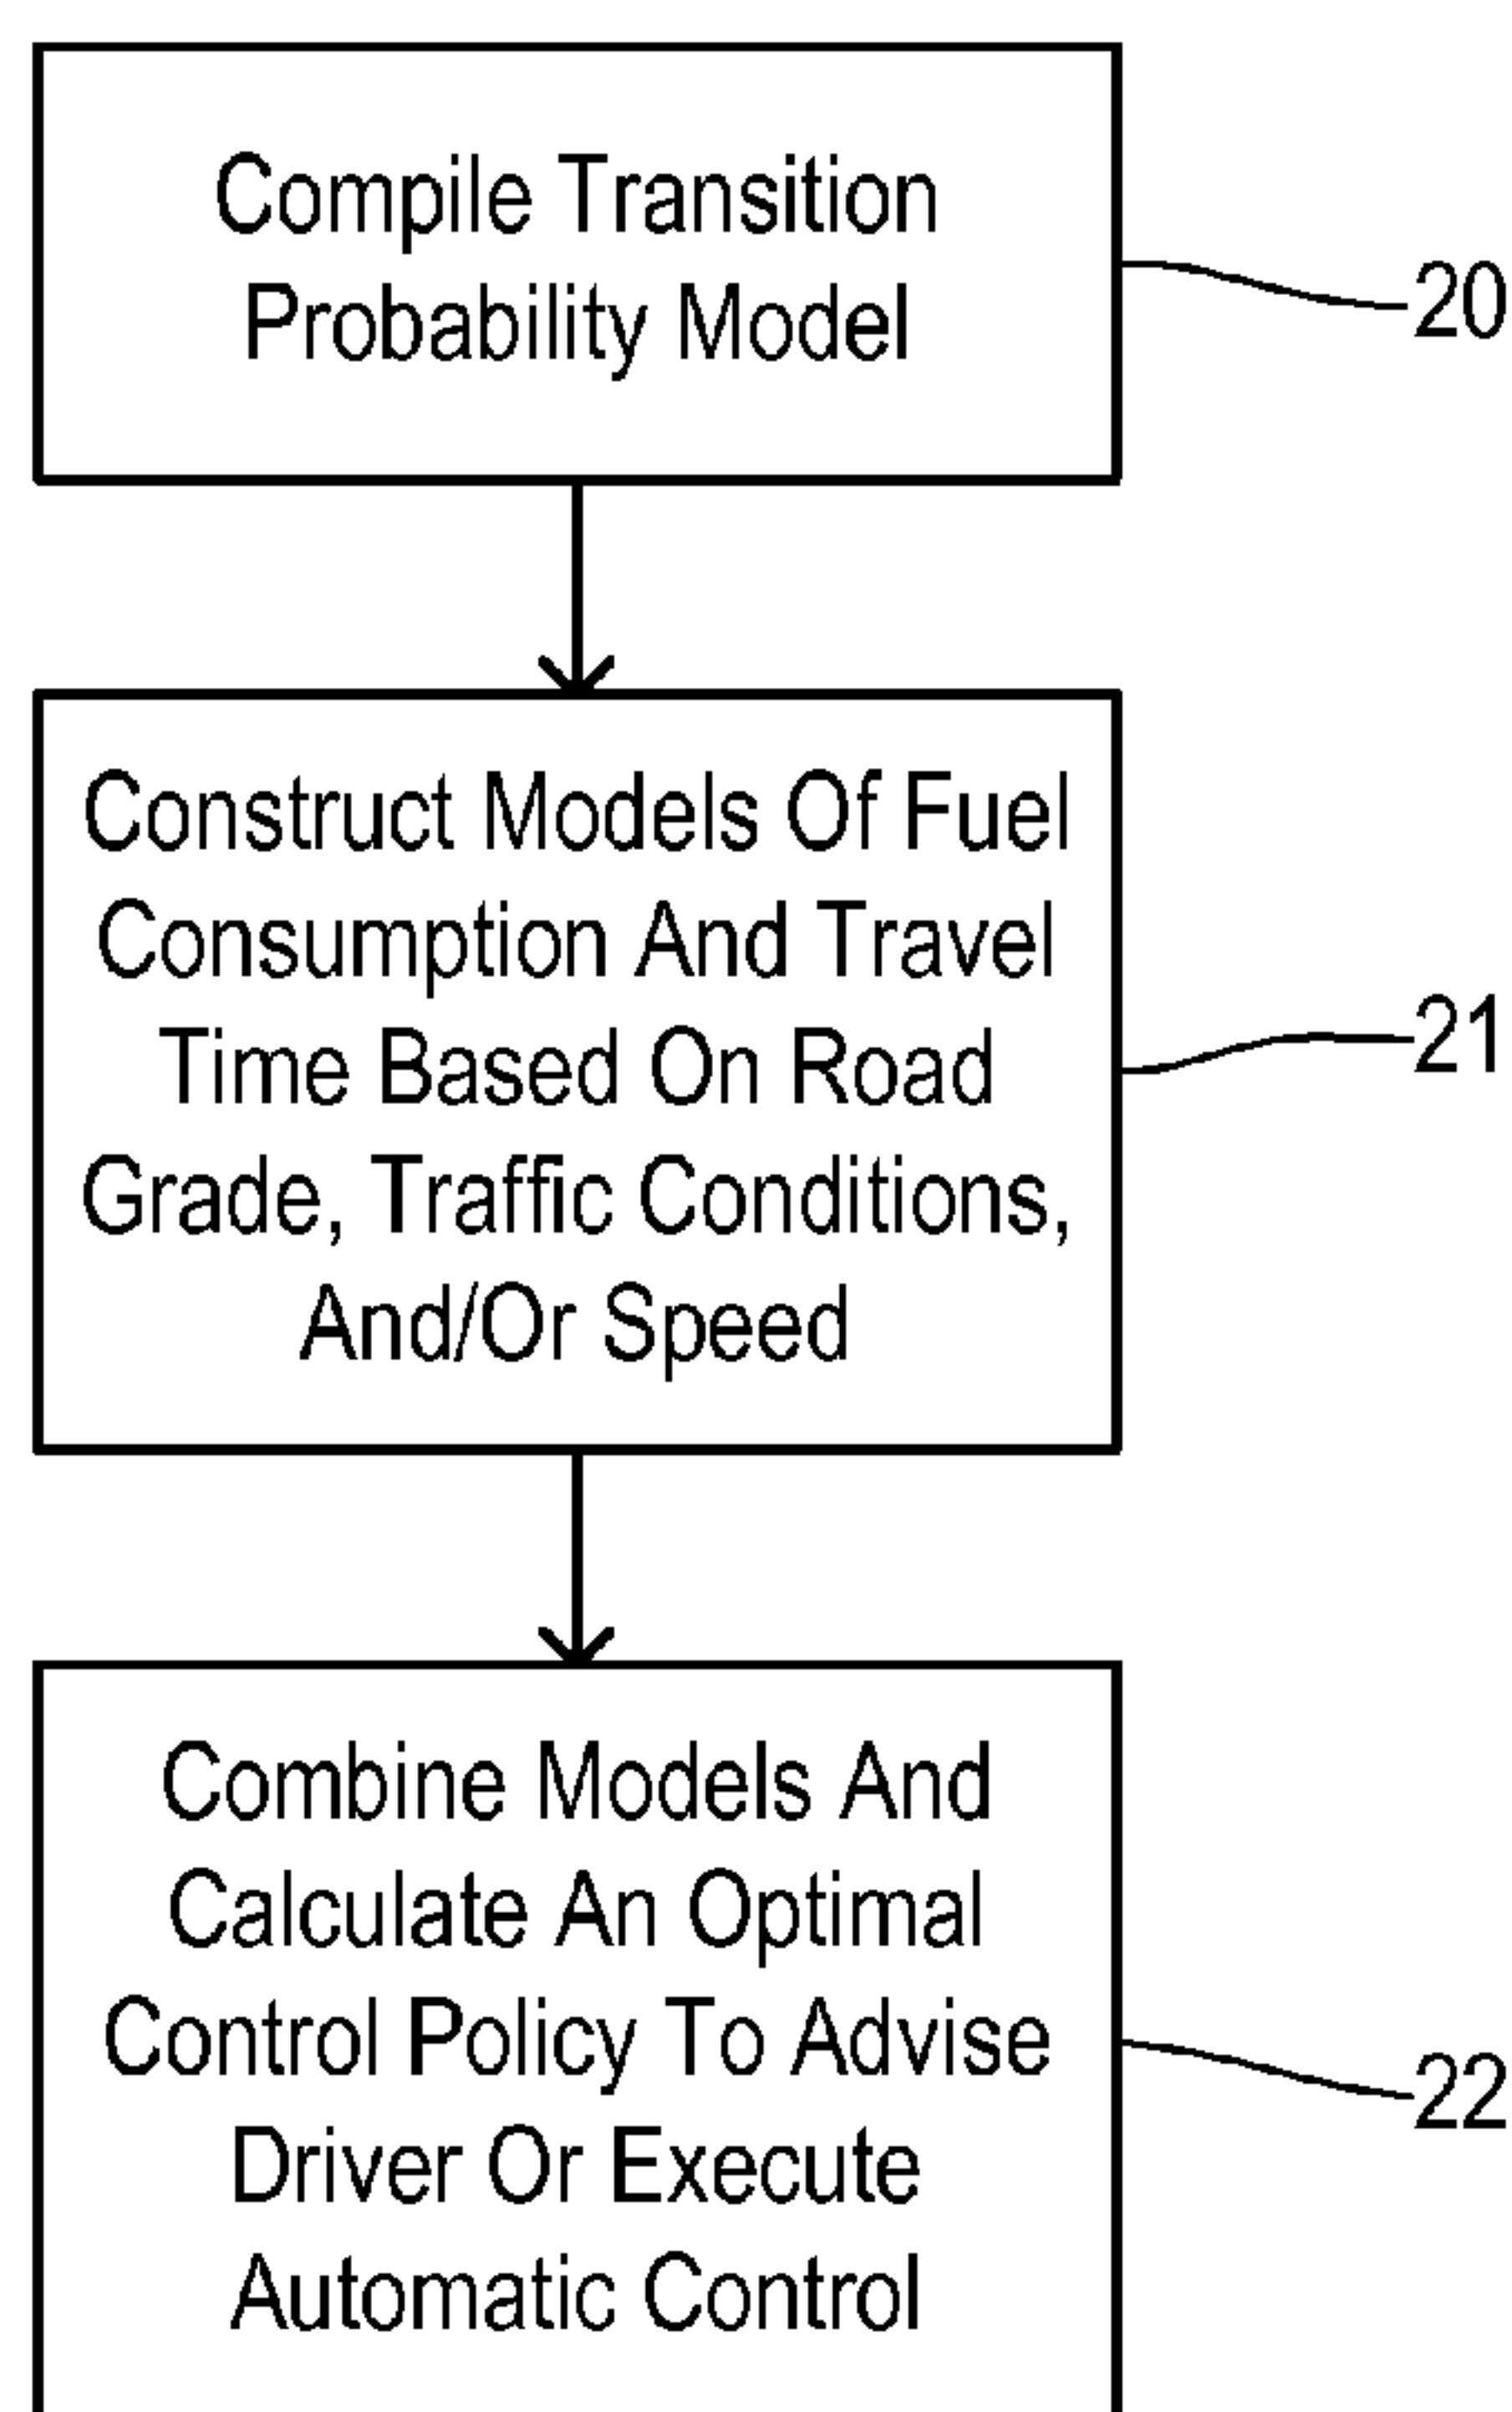 Compile Transition
Probability Model
20
Construct Models Of Fuel
Consumption And Travel
Time Based On Road
Grade, Traffic Conditions,
And/Or Speed
21
Combine Models And
Calculate An Optimal
Control Policy To Advise
Driver Or Execute
Automatic Control
22